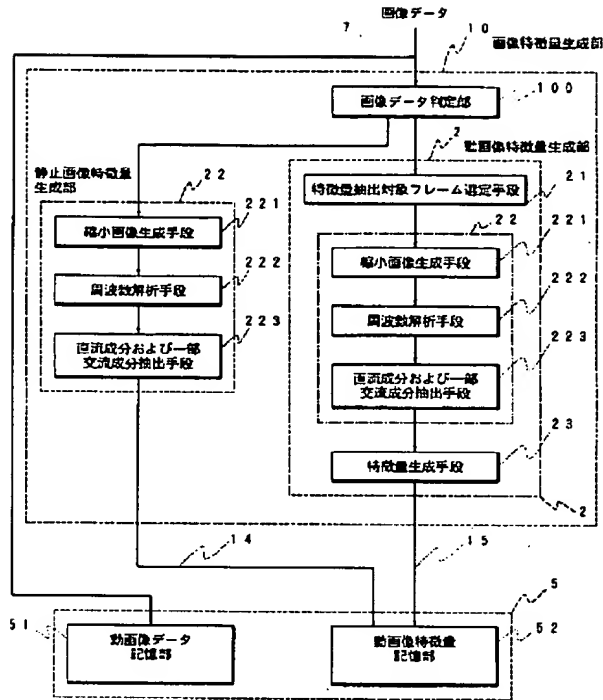 画像データ
7
10
画像特徴量生成部
100
画像データ判定部
2
動画像特徴量生成部
静止画像特徴量
生成部
22
21
特徴量抽出対象フレーム選定手段
221
縮小画像生成手段
22
221
縮小画像生成手段
222
周波数解析手段
222
周波数解析手段
223
直流成分および一部
交流成分抽出手段
223
直流成分および一部
交流成分抽出手段
23
特徴量生成手段
2
14
15
5
51
動画像データ
記憶部
52
動画像特徴量
記憶部